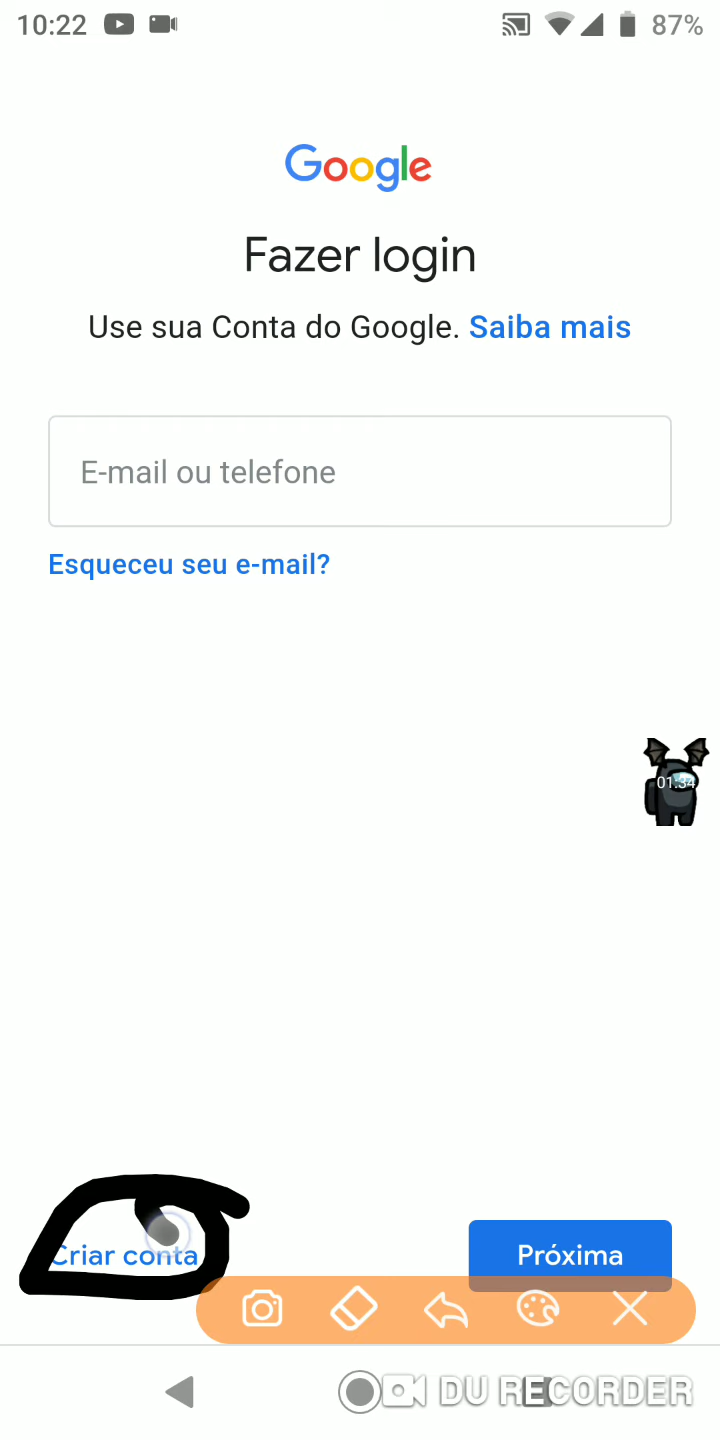 10:22 87%
Google
Fazer login
Use sua Conta do Google. Saiba mais
E-mail ou telefone
Esqueceu seu e-mail?
01:34
Criar conta
Próxima
DU RECORDER